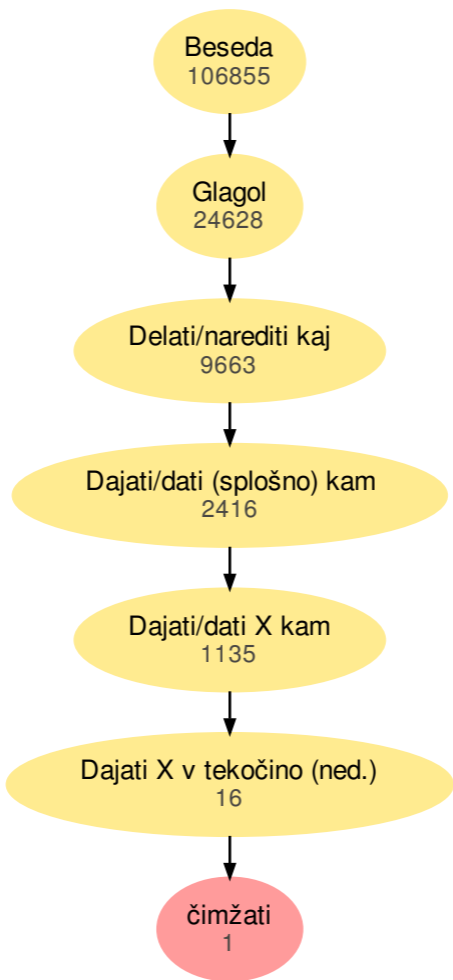 Beseda
106855
Glagol
24628
Delati/narediti kaj
9663
Dajati/dati (splošno) kam
2416
Dajati/dati X kam
1135
Dajati X v tekočino (ned.)
16
čimžati
1